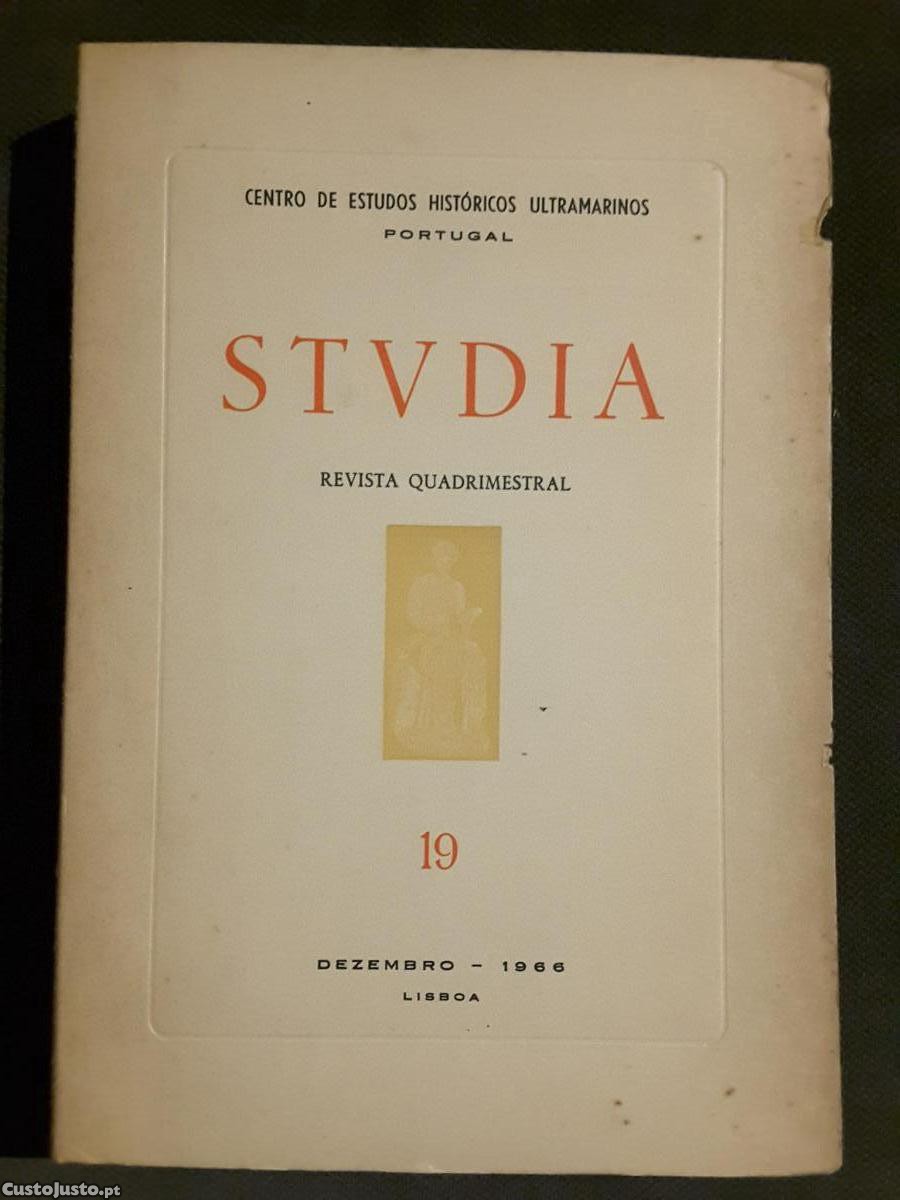 CENTRO DE ESTUDOS HISTÓRICOS ULTRAMARINOS
PORTUGAL
STVDIA
REVISTA QUADRIMESTRAL
19
DEZEMBRO - 1966
LISBOA
CustoJusto.pt